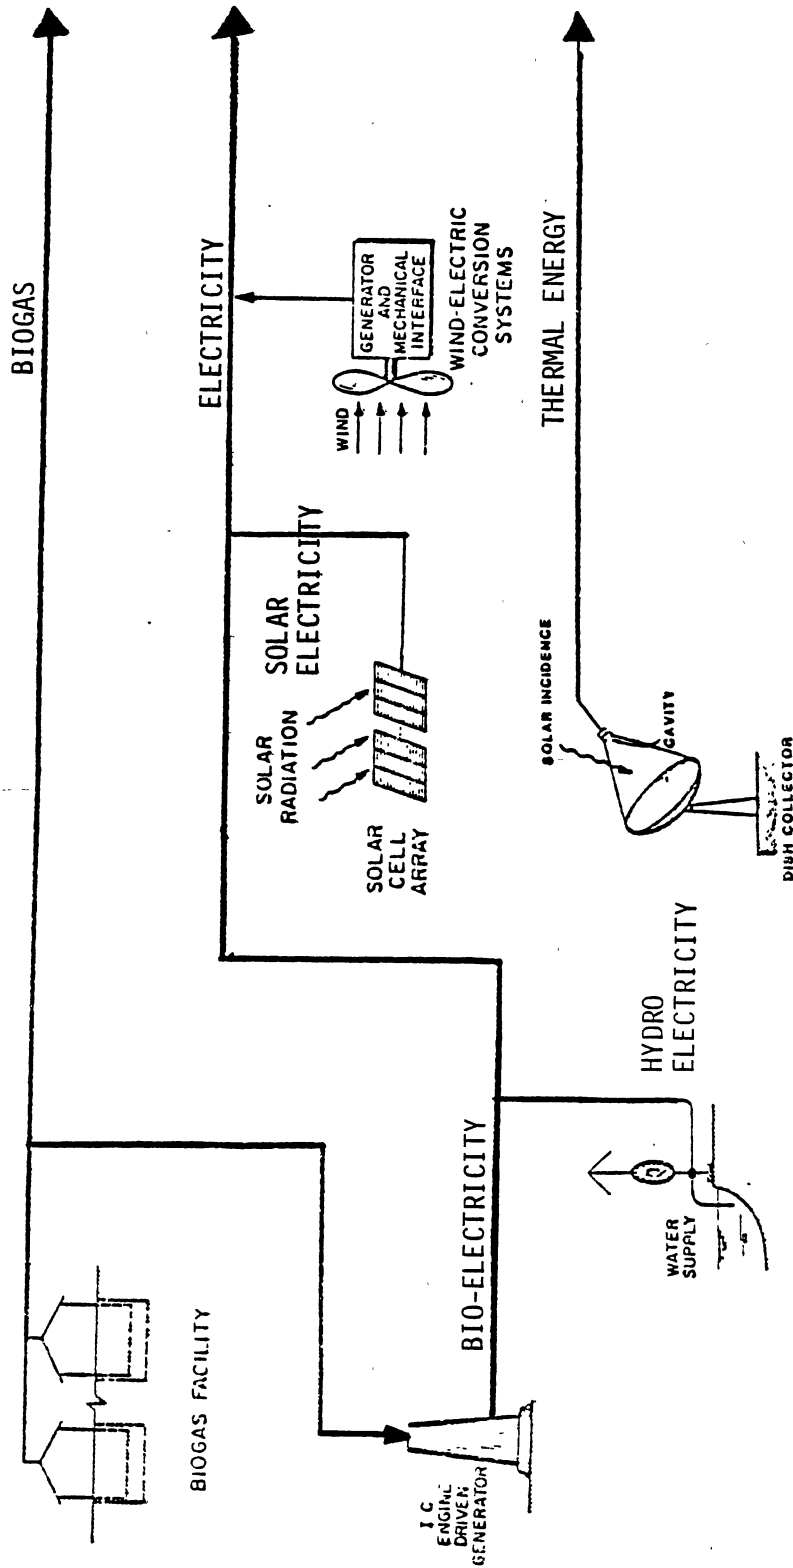 BIOGAS
ELECTRICITY
THERMAL ENERGY
BIOGAS FACILITY
I C
ENGINE
DRIVEN
GENERATOR
BIO-ELECTRICITY
WATER
SUPPLY
HYDRO
ELECTRICITY
SOLAR
CELL
ARRAY
SOLAR
RADIATION
SOLAR
ELECTRICITY
WIND
GENERATOR
AND
MECHANICAL
INTERFACE
WIND-ELECTRIC
CONVERSION
SYSTEMS
SOLAR INCIDENCE
CAVITY
DISH COLLECTOR